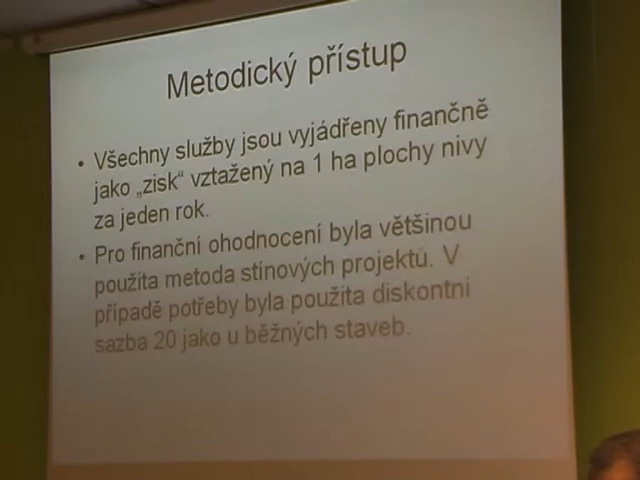 Metodický přístup
• Všechny služby jsou vyjádřeny finančně
jako „zisk“ vztažený na 1 ha plochy nivy
za jeden rok.
• Pro finanční ohodnocení byla většinou
použita metoda stínových projektů. V
případě potřeby byla použita diskontní
sazba 20 jako u běžných staveb.